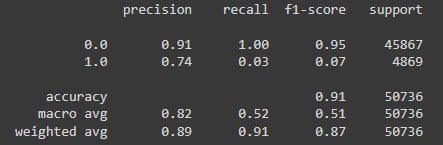 precision recall f1-score support
0.0 0.91 1.00 0.95 45867
1.0 0.74 0.03 0.07 4869
accuracy 0.91 50736
macro avg 0.82 0.52 0.51 50736
weighted avg 0.89 0.91 0.87 50736